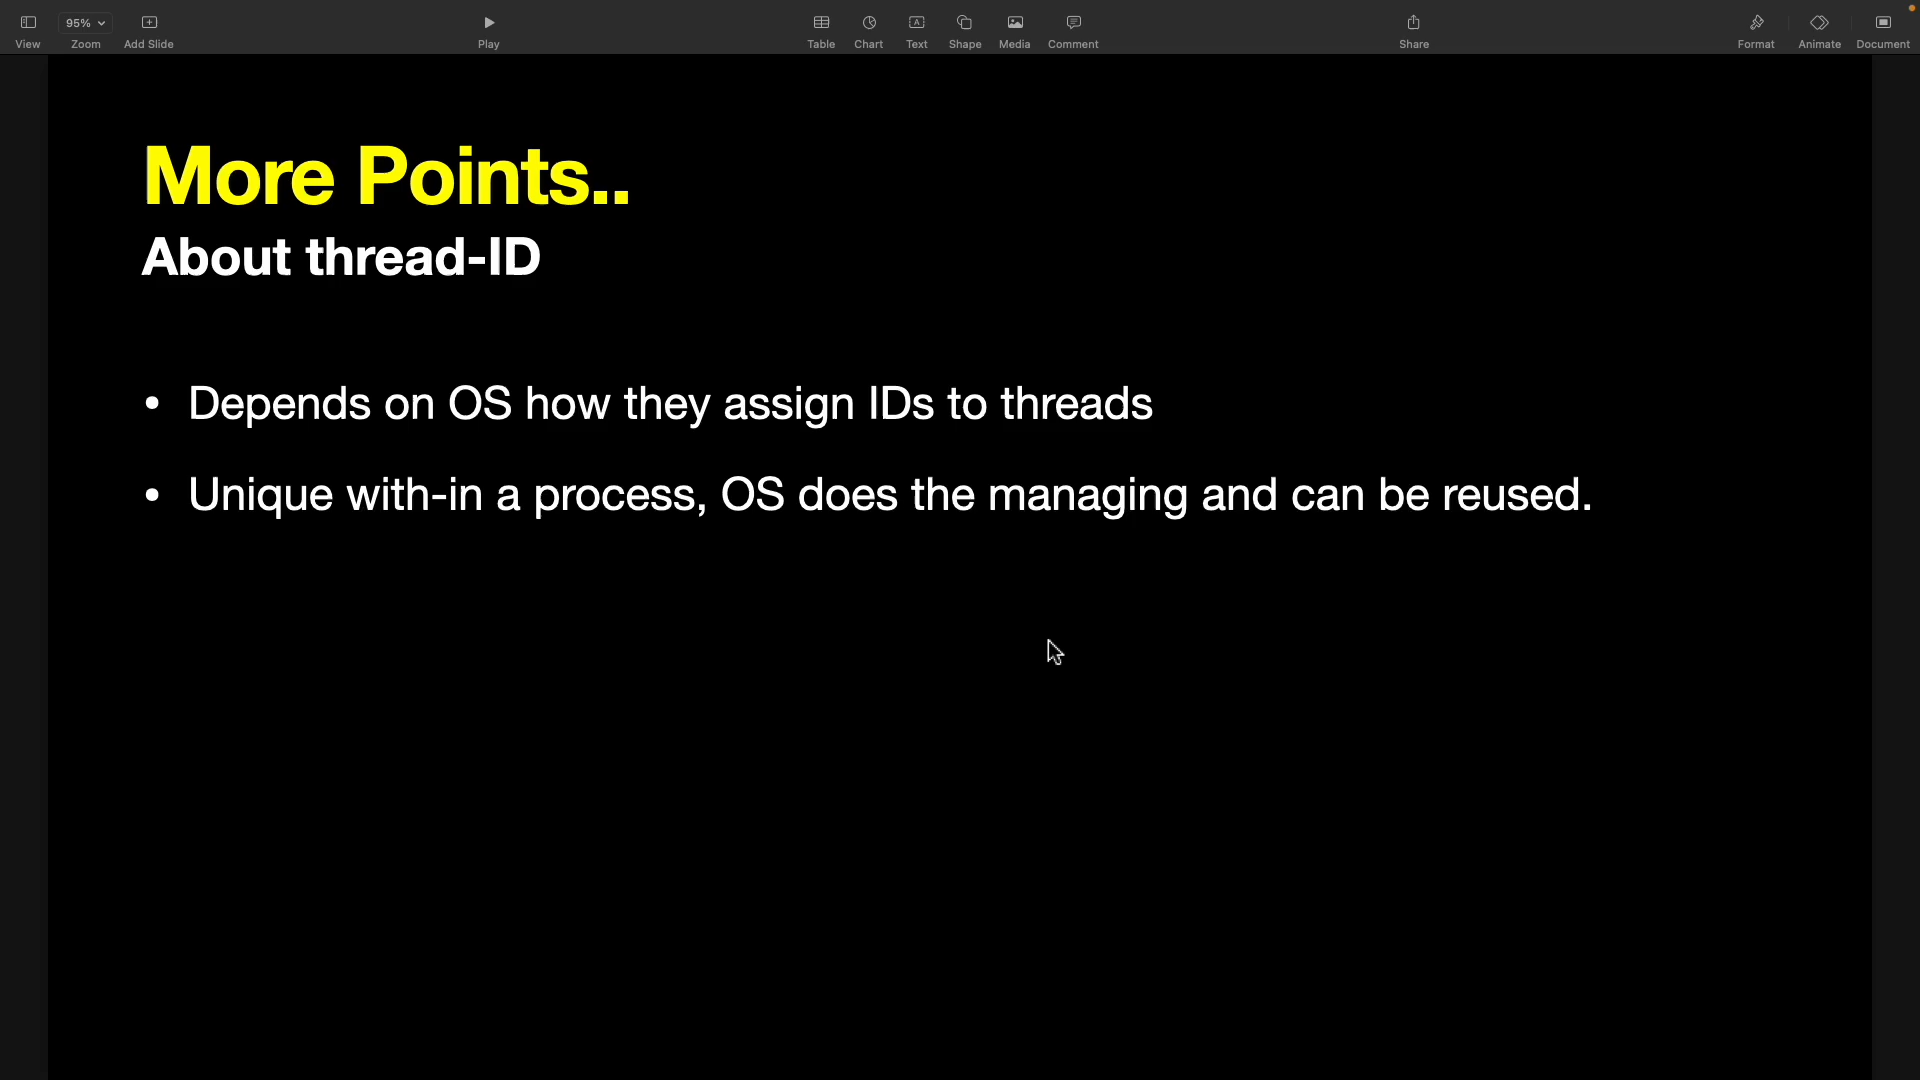 95%
View Zoom Add Slide Play Table Chart Text Shape Media Comment Share Format Animate Document
More Points..
About thread-ID
• Depends on OS how they assign IDs to threads
• Unique with-in a process, OS does the managing and can be reused.